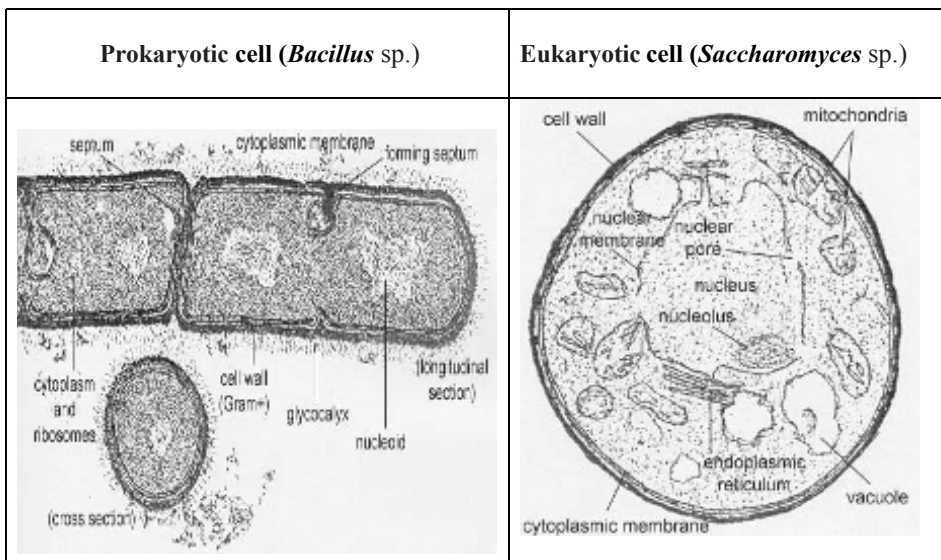 Prokaryotic cell (Bacillus sp.)
Eukaryotic cell (Saccharomyces sp.)
septum
cytoplasmic membrane
forming septum
cytoplasm
and
ribosomes
cell wall
(Gram+)
glycocalyx
nucleoid
(longitudinal
section)
(cross section)
cell wall
mitochondria
nuclear
membrane
nuclear
pore
nucleus
nucleolus
endoplasmic
reticulum
vacuole
cytoplasmic membrane